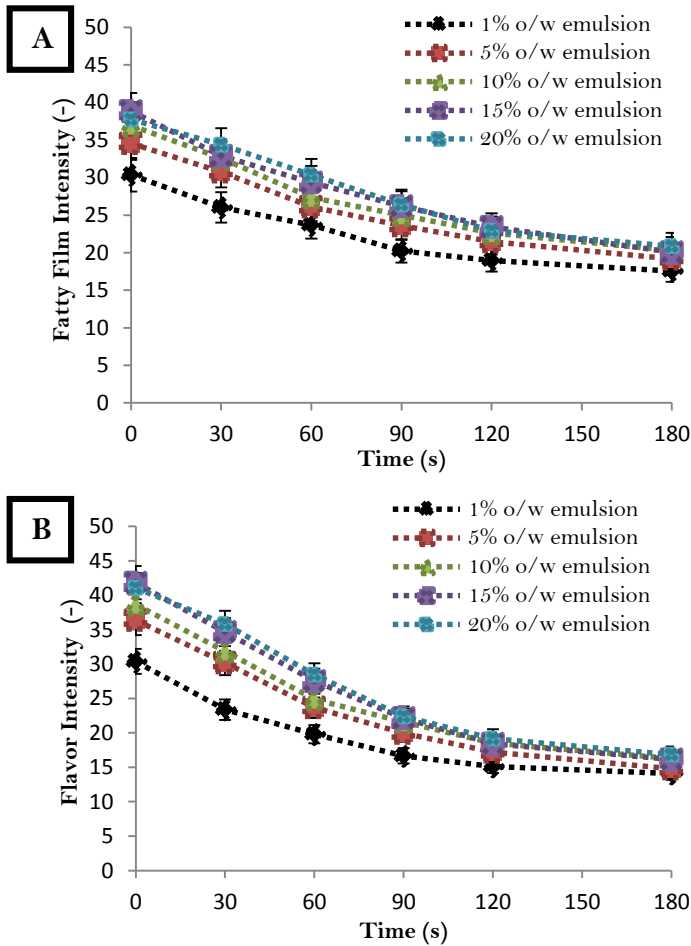 A
50
45
40
35
30
25
20
15
10
5
0
Fatty Film Intensity (-)
1% o/w emulsion
5% o/w emulsion
10% o/w emulsion
15% o/w emulsion
20% o/w emulsion
0 30 60 90 120 150 180
Time (s)
B
50
45
40
35
30
25
20
15
10
5
0
Flavor Intensity (-)
1% o/w emulsion
5% o/w emulsion
10% o/w emulsion
15% o/w emulsion
20% o/w emulsion
0 30 60 90 120 150 180
Time (s)